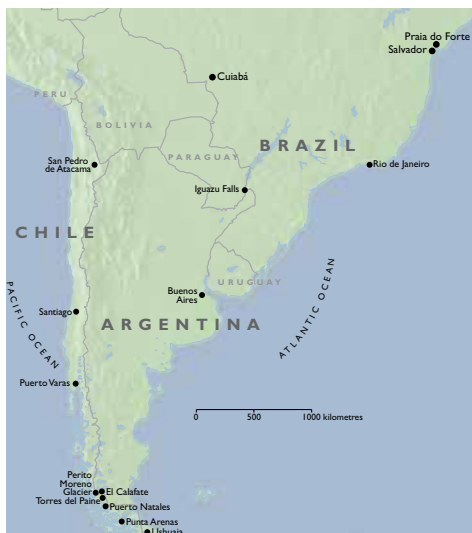 Praia do Forte
Salvador
Cuiabá
PERU
BOLIVIA
BRAZIL
San Pedro
de Atacama
PARAGUAY
Rio de Janeiro
Iguazu Falls
CHILE
URUGUAY
Buenos
Aires
PACIFIC OCEAN
ATLANTIC OCEAN
Santiago
ARGENTINA
Puerto Varas
0 500 1000 kilometres
Perito
Moreno
Glacier
El Calafate
Torres del Paine
Puerto Natales
Punta Arenas
Ushuaia